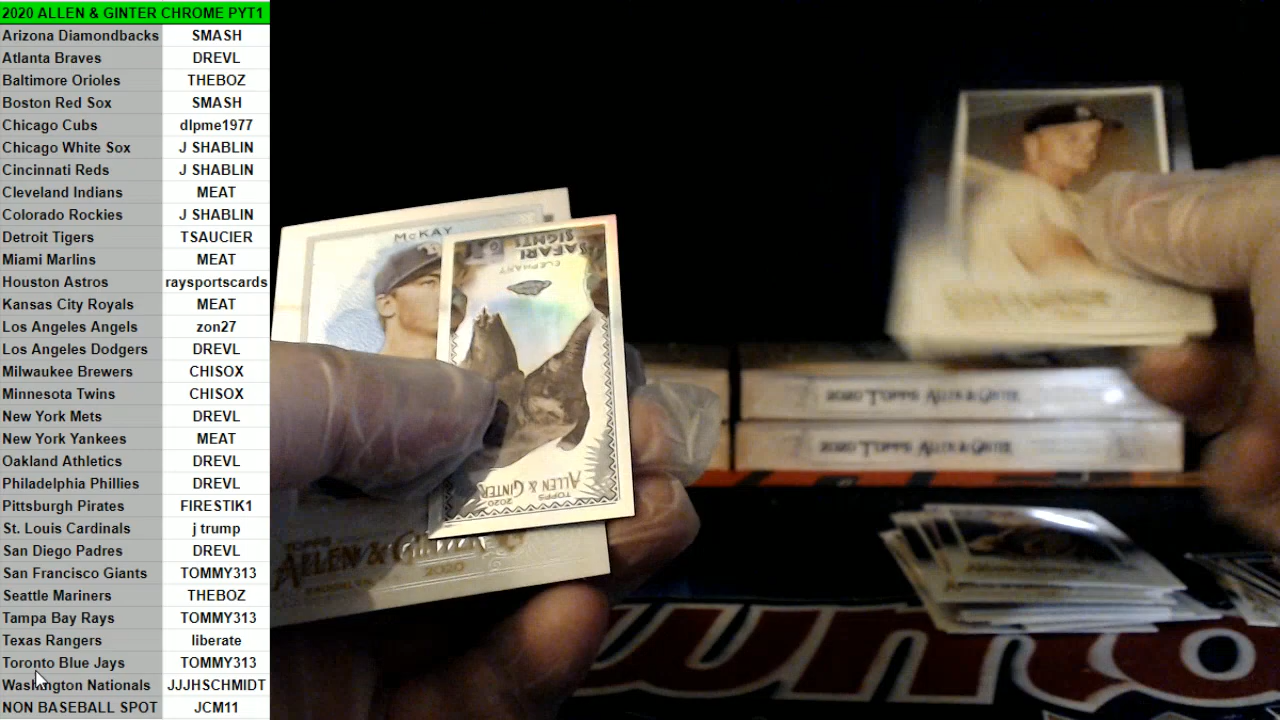 2020 ALLEN & GINTER CHROME PYT1
Arizona Diamondbacks SMASH
Atlanta Braves DREVL
Baltimore Orioles THEBOZ
Boston Red Sox SMASH
Chicago Cubs dlpme1977
Chicago White Sox J SHABLIN
Cincinnati Reds J SHABLIN
Cleveland Indians MEAT
Colorado Rockies J SHABLIN
Detroit Tigers TSAUCIER
Miami Marlins MEAT
Houston Astros raysportscards
Kansas City Royals MEAT
Los Angeles Angels zon27
Los Angeles Dodgers DREVL
Milwaukee Brewers CHISOX
Minnesota Twins CHISOX
New York Mets DREVL
New York Yankees MEAT
Oakland Athletics DREVL
Philadelphia Phillies DREVL
Pittsburgh Pirates FIRESTIK1
St. Louis Cardinals j trump
San Diego Padres DREVL
San Francisco Giants TOMMY313
Seattle Mariners THEBOZ
Tampa Bay Rays TOMMY313
Texas Rangers liberate
Toronto Blue Jays TOMMY313
Washington Nationals JJJHSCHMIDT
NON BASEBALL SPOT JCM11
McKAY
SAFARI
SIGHTS
ELEPHANT
TOPPS
2020
ALLEN & GINTER
ALLEN & GINTER'S
2020
2020 TOPPS ALLEN & GINTER
2020 TOPPS ALLEN & GINTER